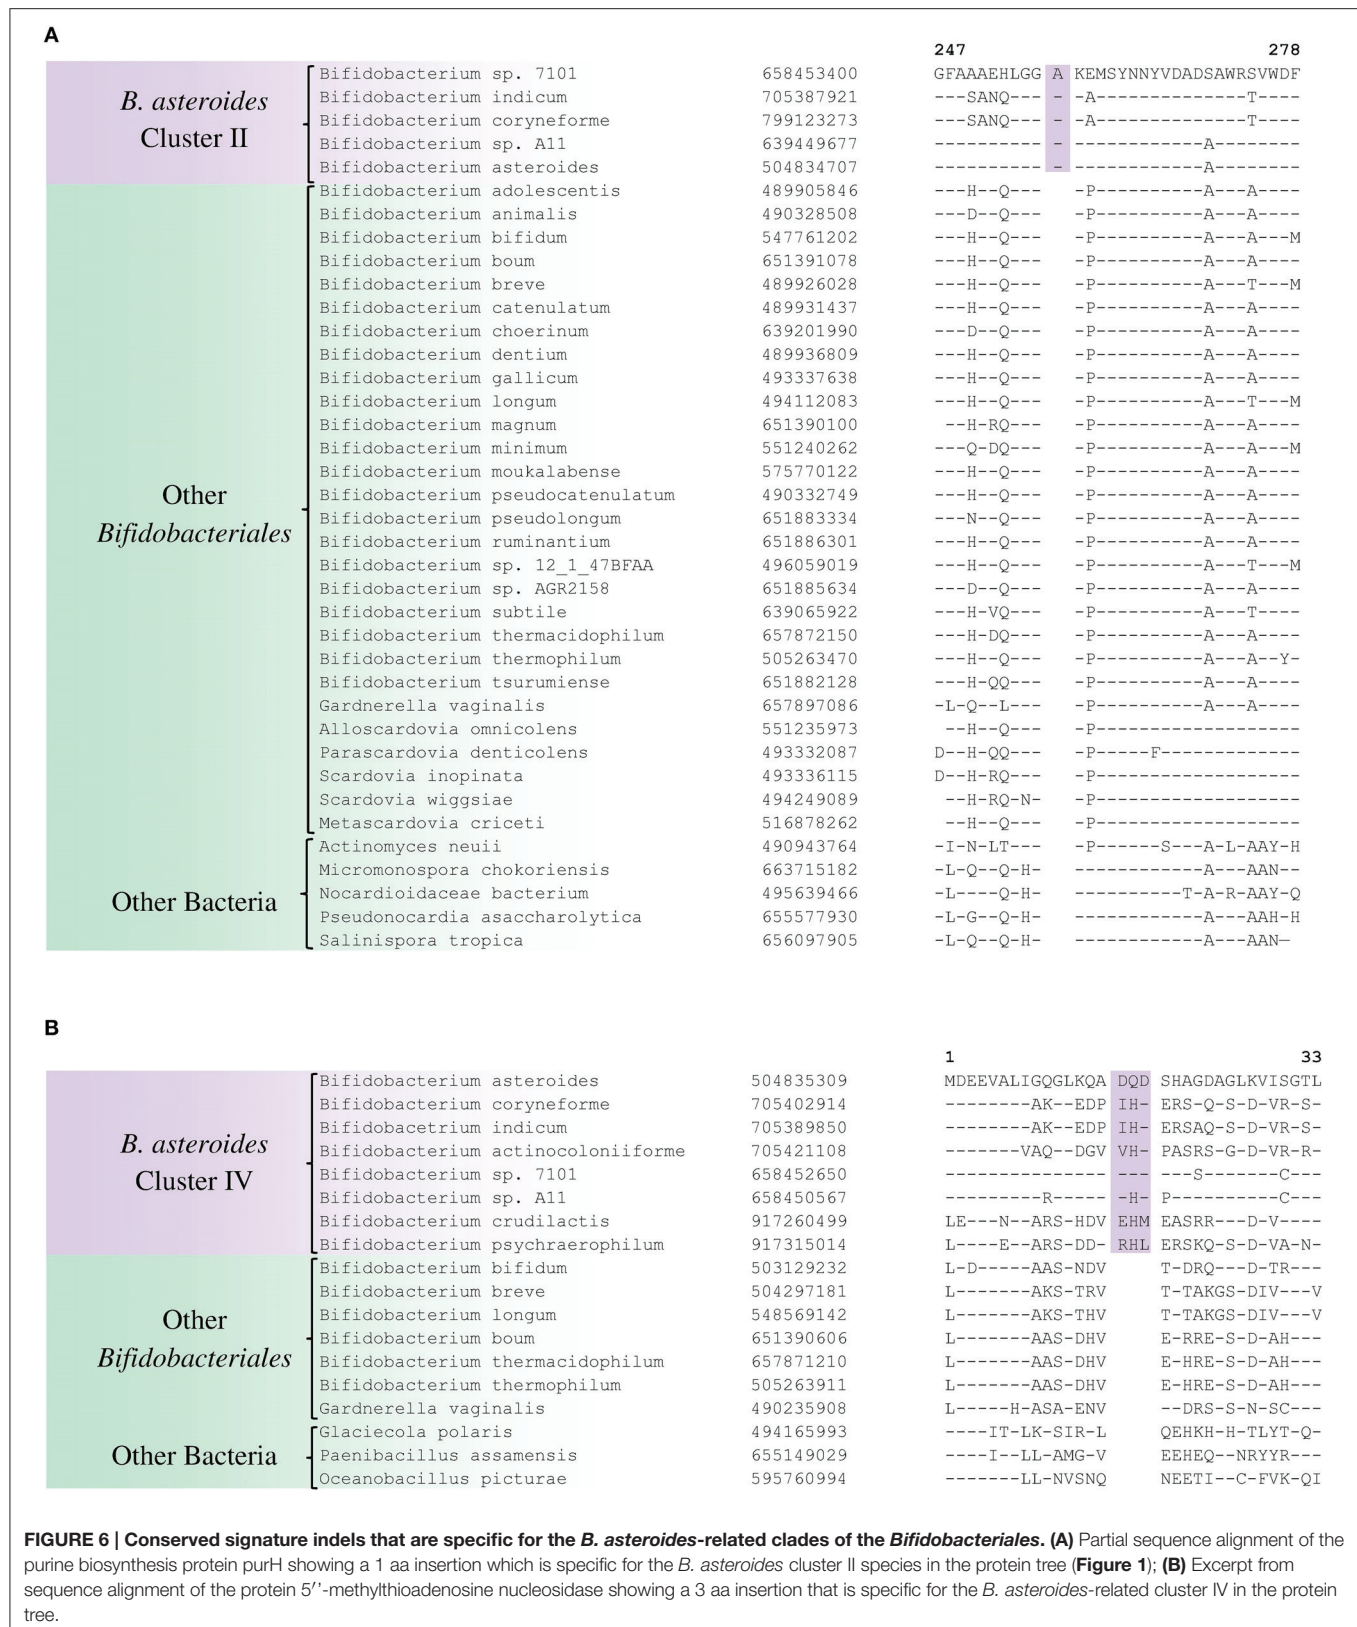 A
247 278
Bifidobacterium sp. 7101 658453400 GFAAAEHLGG A KEMSYNNYVDADSAWRSVWDF
Bifidobacterium indicum 705387921 ---SANQ--- - -A--------------T----
Bifidobacterium coryneforme 799123273 ---SANQ--- - -A--------------T----
Bifidobacterium sp. A11 639449677 ---------- - ------------A--------
Bifidobacterium asteroides 504834707 ---------- - ------------A--------
B. asteroides
Cluster II
Bifidobacterium adolescentis 489905846 ---H--Q--- -P----------A---A----
Bifidobacterium animalis 490328508 ---D--Q--- -P----------A---A----
Bifidobacterium bifidum 547761202 ---H--Q--- -P----------A---A---M
Bifidobacterium boum 651391078 ---H--Q--- -P----------A---A----
Bifidobacterium breve 489926028 ---H--Q--- -P----------A---T---M
Bifidobacterium catenulatum 489931437 ---H--Q--- -P----------A---A----
Bifidobacterium choerinum 639201990 ---D--Q--- -P----------A---A----
Bifidobacterium dentium 489936809 ---H--Q--- -P----------A---A----
Bifidobacterium gallicum 493337638 ---H--Q--- -P----------A---A----
Bifidobacterium longum 494112083 ---H--Q--- -P----------A---T---M
Bifidobacterium magnum 651390100 --H-RQ--- -P----------A---A----
Bifidobacterium minimum 551240262 ---Q-DQ--- -P----------A---A---M
Bifidobacterium moukalabense 575770122 ---H--Q--- -P----------A---A----
Bifidobacterium pseudocatenulatum 490332749 ---H--Q--- -P----------A---A----
Bifidobacterium pseudolongum 651883334 ---N--Q--- -P----------A---A----
Bifidobacterium ruminantium 651886301 ---H--Q--- -P----------A---A----
Bifidobacterium sp. 12_1_47BFAA 496059019 ---H--Q--- -P----------A---T---M
Bifidobacterium sp. AGR2158 651885634 ---D--Q--- -P----------A---A----
Bifidobacterium subtile 639065922 ---H-VQ--- -P----------A---T----
Bifidobacterium thermacidophilum 657872150 ---H-DQ--- -P----------A---A----
Bifidobacterium thermophilum 505263470 ---H--Q--- -P----------A---A--Y-
Bifidobacterium tsurumiense 651882128 ---H-QQ--- -P----------A---A----
Gardnerella vaginalis 657897086 -L-Q--L--- -P----------A---A----
Alloscardovia omnicolens 551235973 --H--Q--- -P-------------------
Parascardovia denticolens 493332087 D--H-QQ--- -P-----F-------------
Scardovia inopinata 493336115 D--H-RQ--- -P-------------------
Scardovia wiggsiae 494249089 --H-RQ-N- -P-------------------
Metascardovia criceti 516878262 --H--Q--- -P-------------------
Other
Bifidobacteriales
Actinomyces neuii 490943764 -I-N-LT--- -P------S---A-L-AAY-H
Micromonospora chokoriensis 663715182 -L-Q--Q-H- ------------A---AAN--
Nocardioidaceae bacterium 495639466 -L----Q-H- ----------T-A-R-AAY-Q
Pseudonocardia asaccharolytica 655577930 -L-G--Q-H- ------------A---AAH-H
Salinispora tropica 656097905 -L-Q--Q-H- ------------A---AAN—
Other Bacteria
B
1 33
Bifidobacterium asteroides 504835309 MDEEVALIGQGLKQA DQD SHAGDAGLKVISGTL
Bifidobacterium coryneforme 705402914 --------AK--EDP IH- ERS-Q-S-D-VR-S-
Bifidobacetrium indicum 705389850 --------AK--EDP IH- ERSAQ-S-D-VR-S-
Bifidobacterium actinocoloniiforme 705421108 -------VAQ--DGV VH- PASRS-G-D-VR-R-
Bifidobacterium sp. 7101 658452650 --------------- --- ---S-------C---
Bifidobacterium sp. A11 658450567 ---------R----- -H- P----------C---
Bifidobacterium crudilactis 917260499 LE---N--ARS-HDV EHM EASRR---D-V----
Bifidobacterium psychraerophilum 917315014 L----E--ARS-DD- RHL ERSKQ-S-D-VA-N-
B. asteroides
Cluster IV
Bifidobacterium bifidum 503129232 L-D-----AAS-NDV T-DRQ---D-TR---
Bifidobacterium breve 504297181 L-------AKS-TRV T-TAKGS-DIV---V
Bifidobacterium longum 548569142 L-------AKS-THV T-TAKGS-DIV---V
Bifidobacterium boum 651390606 L-------AAS-DHV E-RRE-S-D-AH---
Bifidobacterium thermacidophilum 657871210 L-------AAS-DHV E-HRE-S-D-AH---
Bifidobacterium thermophilum 505263911 L-------AAS-DHV E-HRE-S-D-AH---
Gardnerella vaginalis 490235908 L-----H-ASA-ENV --DRS-S-N-SC---
Other
Bifidobacteriales
Glaciecola polaris 494165993 ----IT-LK-SIR-L QEHKH-H-TLYT-Q-
Paenibacillus assamensis 655149029 ----I--LL-AMG-V EEHEQ--NRYYR---
Oceanobacillus picturae 595760994 -------LL-NVSNQ NEETI--C-FVK-QI
Other Bacteria
FIGURE 6 | Conserved signature indels that are specific for the B. asteroides-related clades of the Bifidobacteriales. (A) Partial sequence alignment of the
purine biosynthesis protein purH showing a 1 aa insertion which is specific for the B. asteroides cluster II species in the protein tree (Figure 1); (B) Excerpt from
sequence alignment of the protein 5′′-methylthioadenosine nucleosidase showing a 3 aa insertion that is specific for the B. asteroides-related cluster IV in the protein
tree.